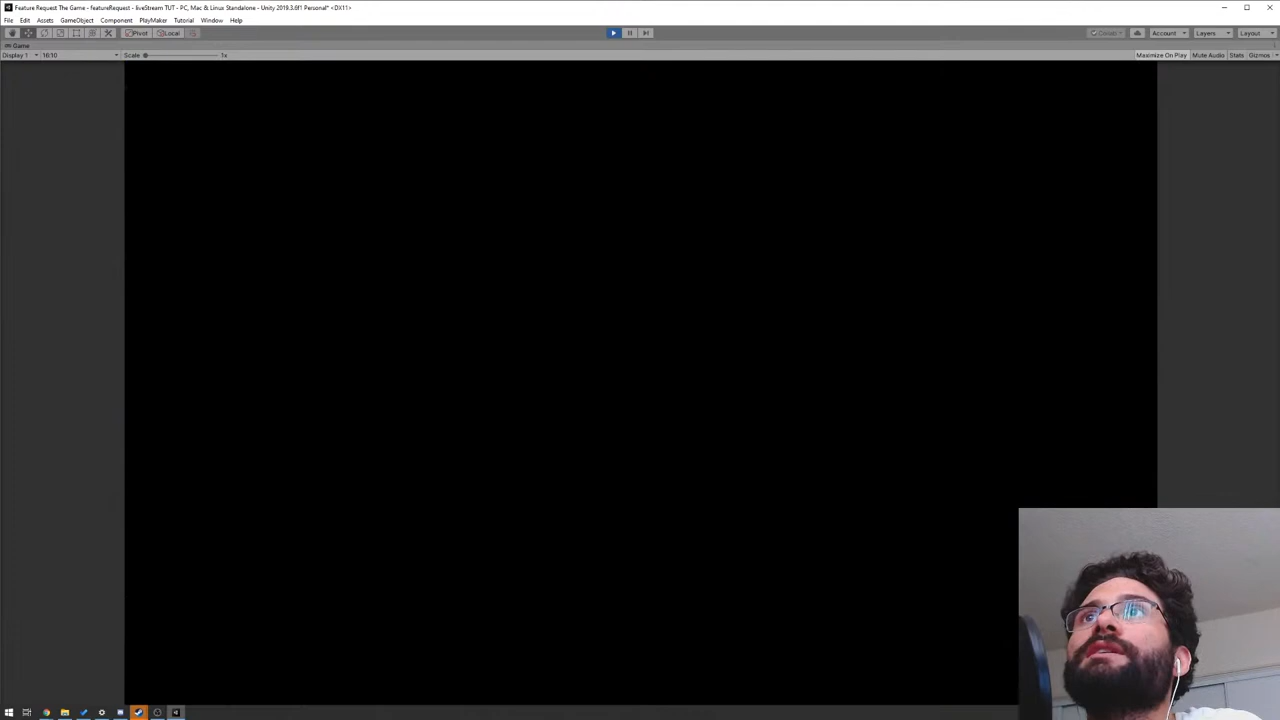 Feature Request The Game - featureRequest - liveStream TUT - PC, Mac & Linux Standalone - Unity 2019.3.6f1 Personal* <DX11>
File Edit Assets GameObject Component PlayMaker Tutorial Window Help
Pivot Local Collab Account Layers Layout
Game
Display 1 16:10 Scale 1x Maximize On Play Mute Audio Stats Gizmos